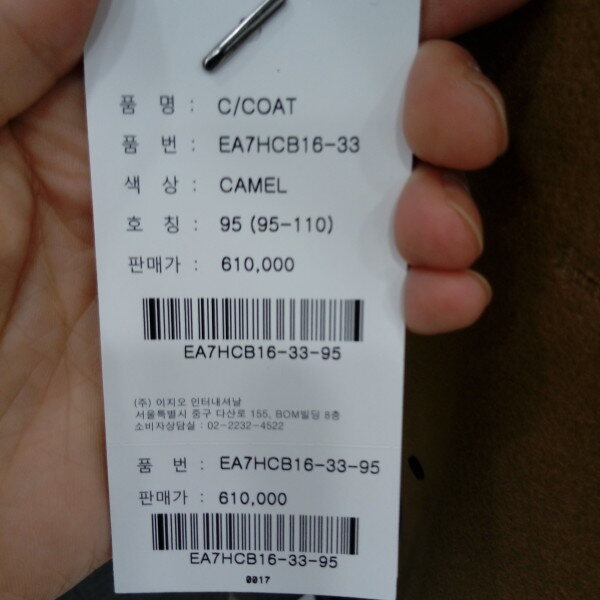 품 명 : C/COAT
품 번 : EA7HCB16-33
색 상 : CAMEL
호 칭 : 95 (95-110)
판매가 : 610,000
EA7HCB16-33-95
(주) 이지오 인터내셔날
서울특별시 중구 다산로 155, BOM빌딩 8층
소비자상담실 : 02-2232-4522
품 번 : EA7HCB16-33-95
판매가 : 610,000
EA7HCB16-33-95
0017